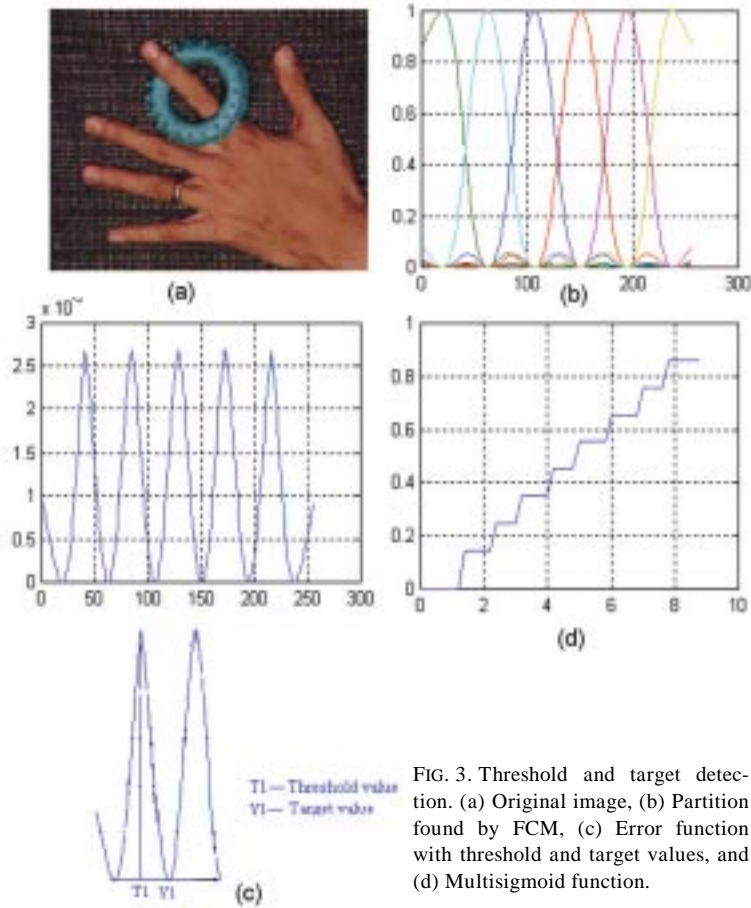 (a)
1
0.8
0.6
0.4
0.2
0
0 100 200 300
(b)
x 10⁻⁴
3
2.5
2
1.5
1
0.5
0
0 50 100 150 200 250 300
1
0.8
0.6
0.4
0.2
0
0 2 4 6 8 10
(d)
T1 — Threshold value
Y1 — Target value
T1 Y1
(c)
FIG. 3. Threshold and target detec-
tion. (a) Original image, (b) Partition
found by FCM, (c) Error function
with threshold and target values, and
(d) Multisigmoid function.